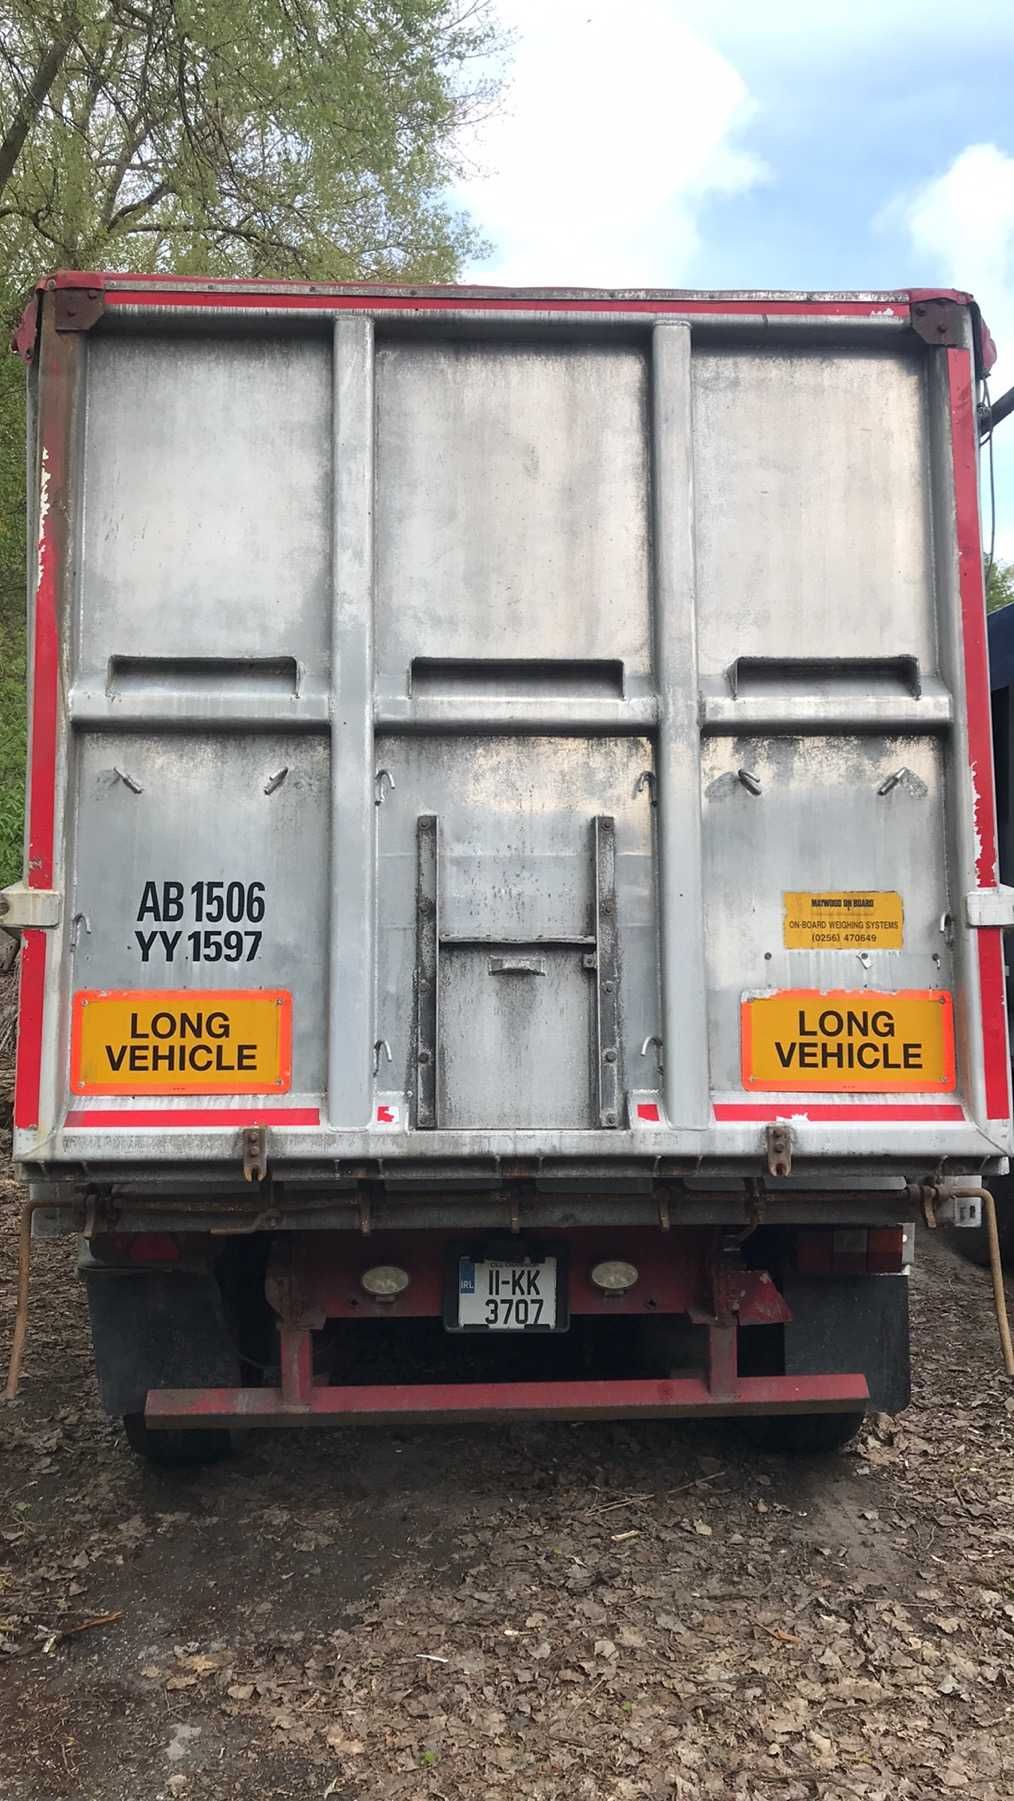 AB 1506
YY 1597
MAYWOOD ON BOARD
ON-BOARD WEIGHING SYSTEMS
(0256) 470649
LONG
VEHICLE
LONG
VEHICLE
IRL
11-KK
3707